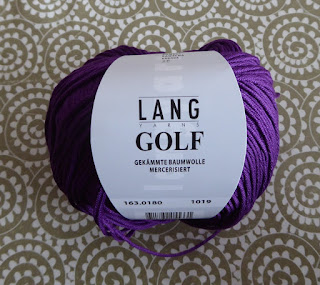 LANG
YARNS
GOLF
GEKÄMMTE BAUMWOLLE
MERCERISIERT
163.0180 1019